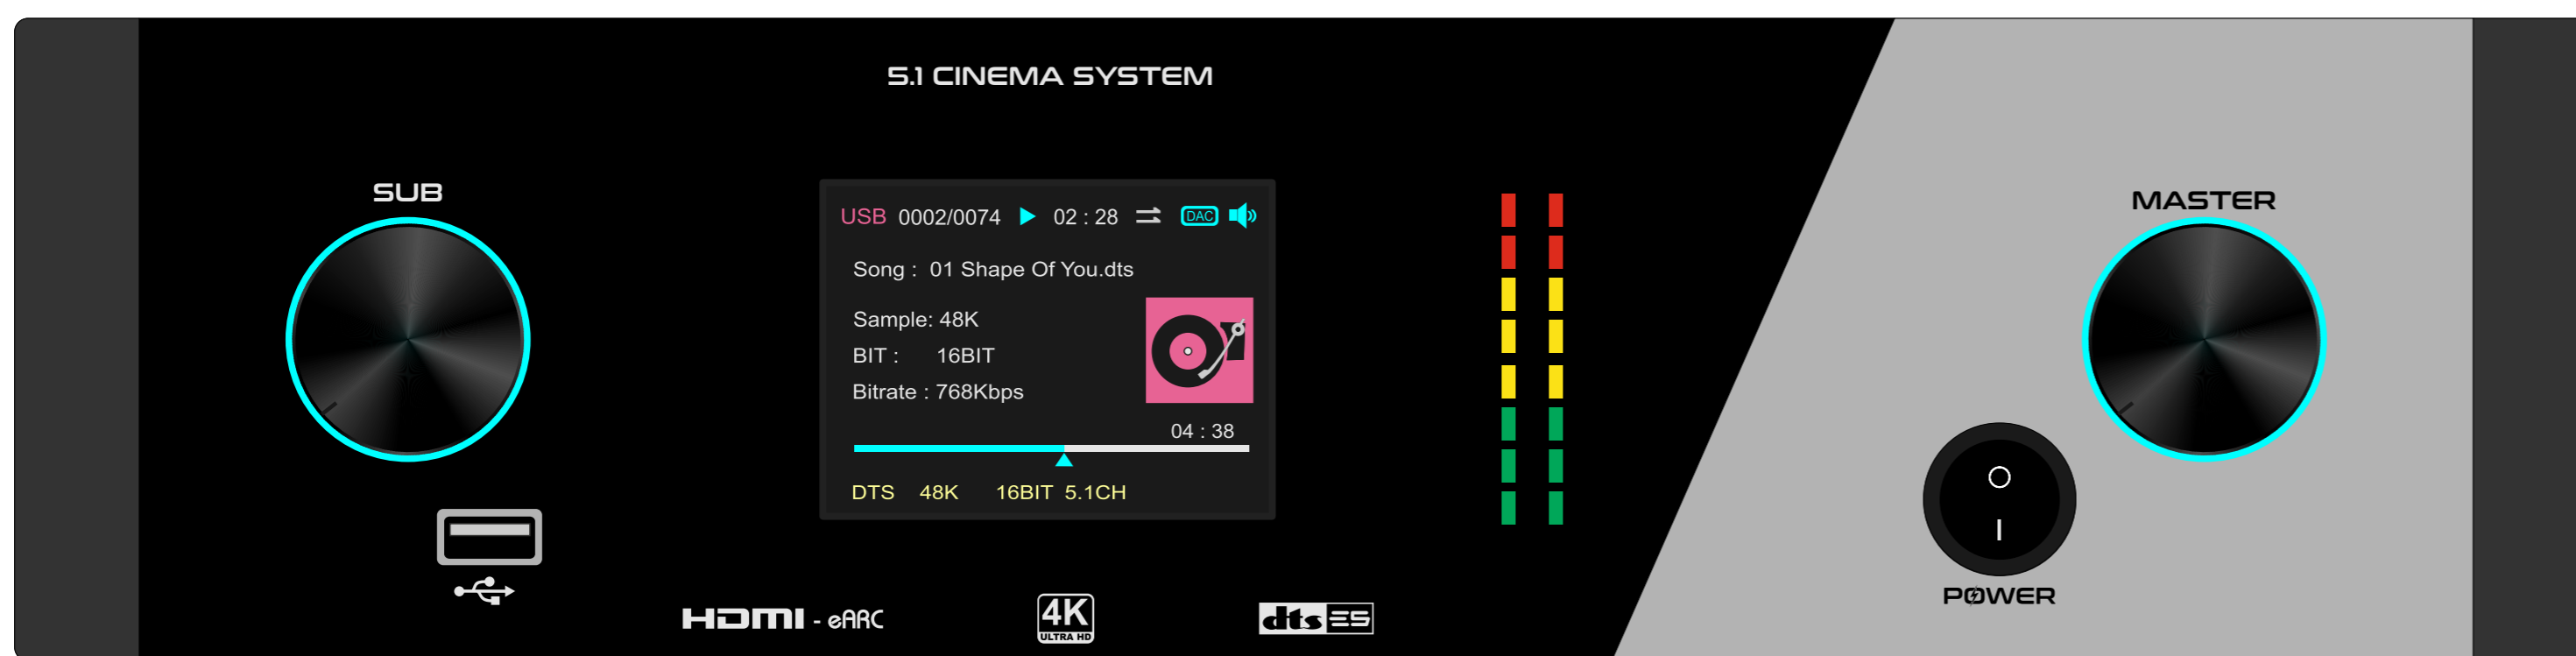 5.1 CINEMA SYSTEM
SUB
MASTER
USB 0002/0074 02 : 28 DAC
Song : 01 Shape Of You.dts
Sample: 48K
BIT : 16BIT
Bitrate : 768Kbps
04 : 38
DTS 48K 16BIT 5.1CH
POWER
HDMI - eARC
4K
ULTRA HD
dts ES